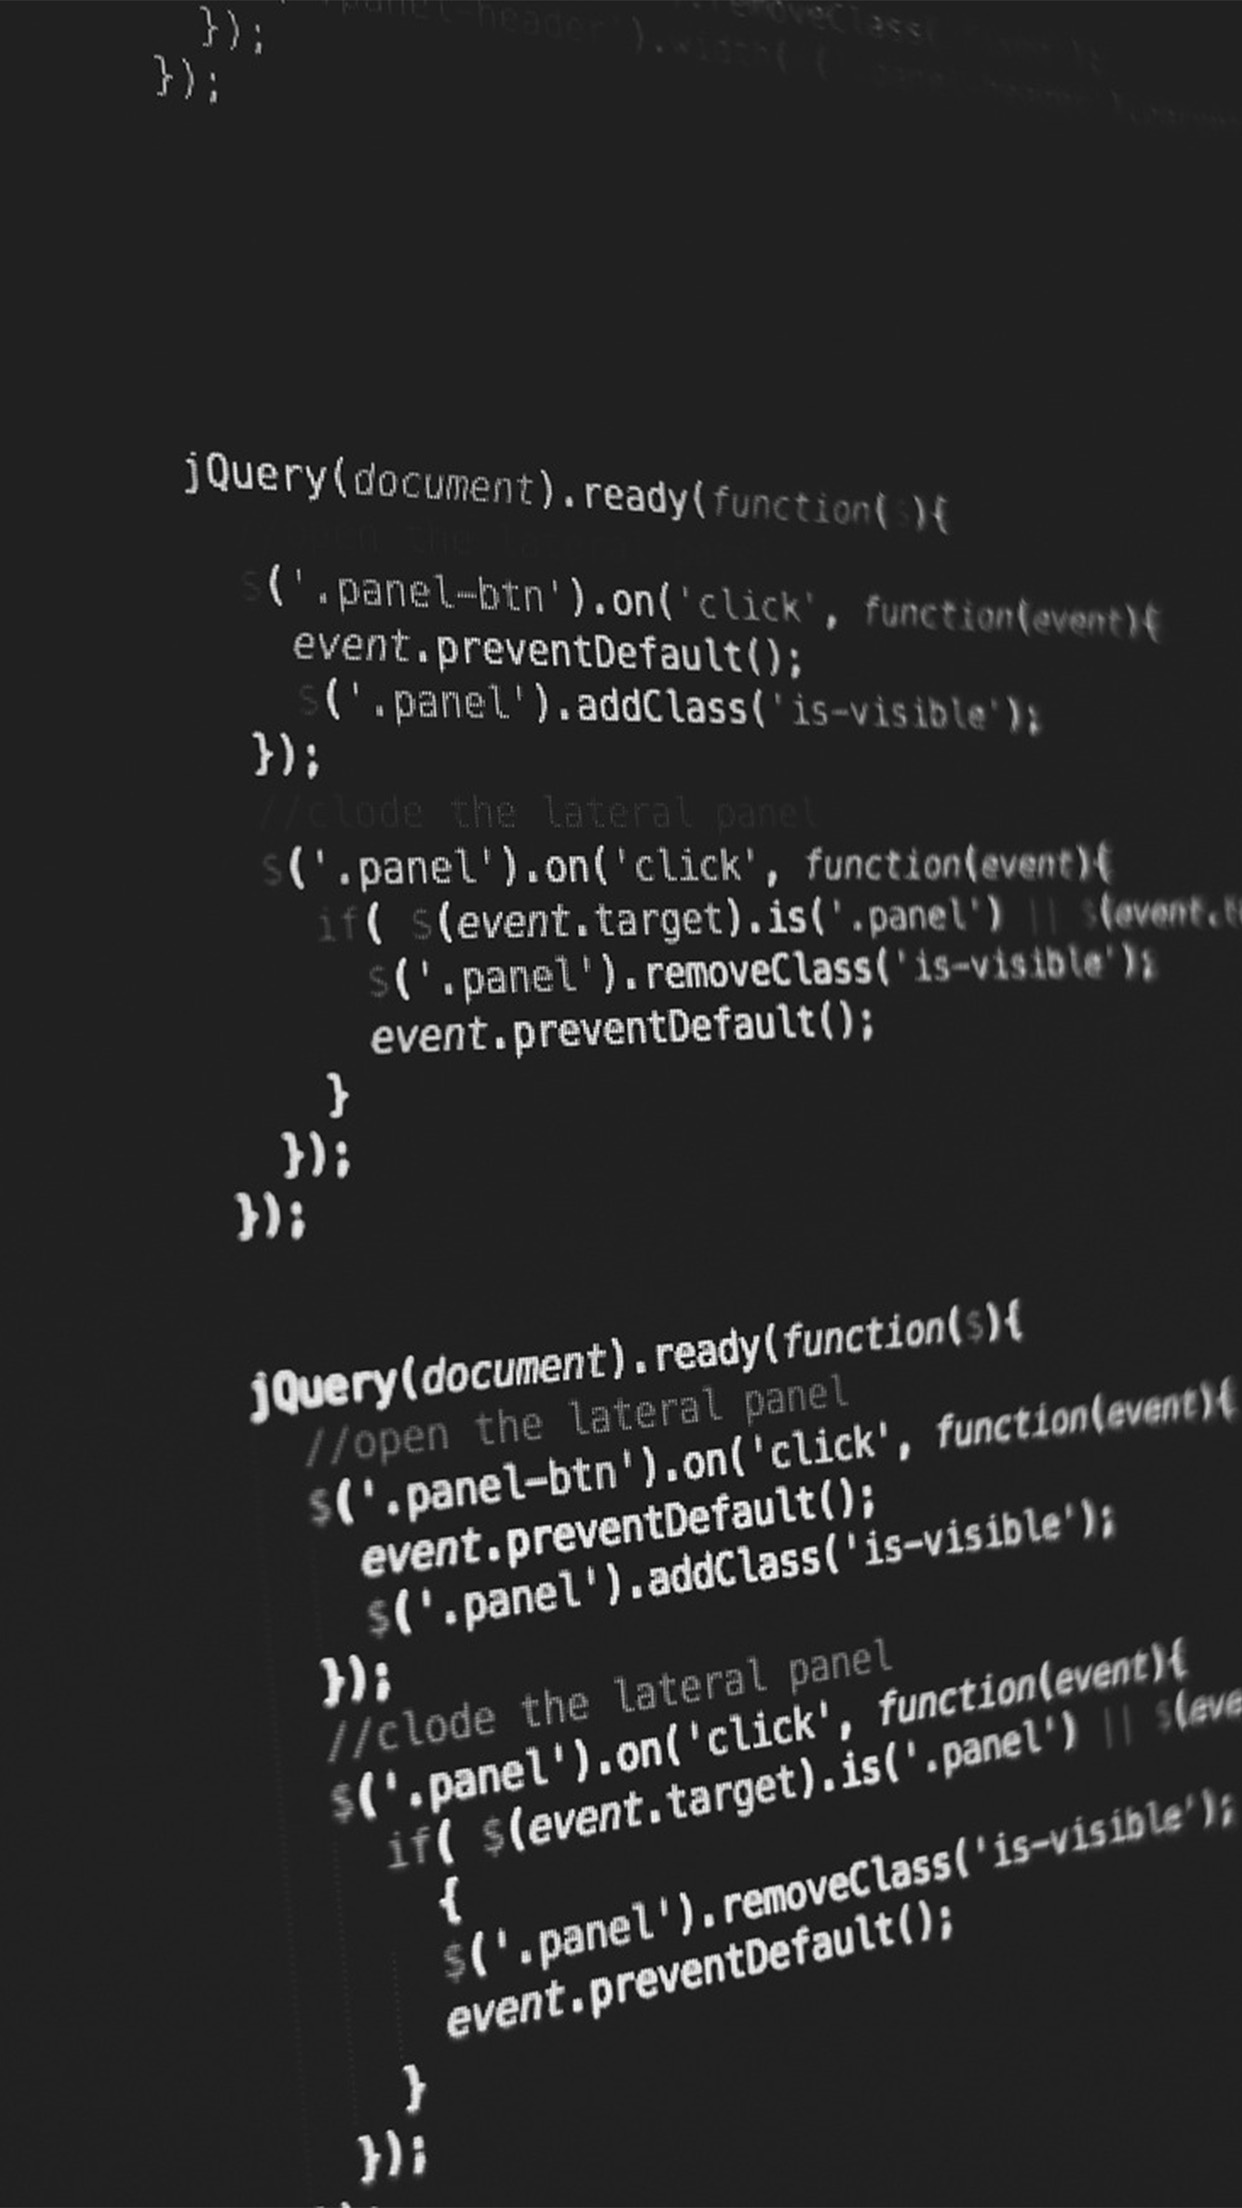 });
});
jQuery(document).ready(function($){
//open the lateral panel
$('.panel-btn').on('click', function(event){
event.preventDefault();
$('.panel').addClass('is-visible');
});
//clode the lateral panel
$('.panel').on('click', function(event){
if( $(event.target).is('.panel') || $(event.t
$('.panel').removeClass('is-visible');
event.preventDefault();
}
});
});
jQuery(document).ready(function($){
//open the lateral panel
$('.panel-btn').on('click', function(event){
event.preventDefault();
$('.panel').addClass('is-visible');
});
//clode the lateral panel
$('.panel').on('click', function(event){
if( $(event.target).is('.panel') || $(eve
{
$('.panel').removeClass('is-visible');
event.preventDefault();
}
});